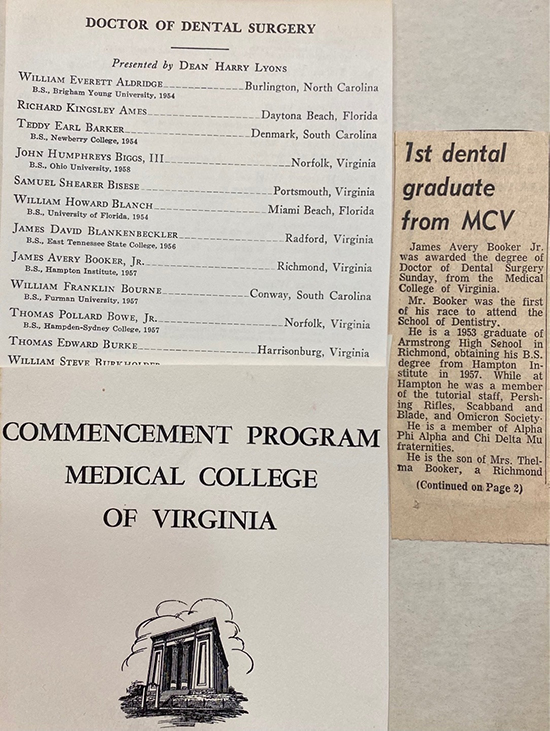 DOCTOR OF DENTAL SURGERY
Presented by DEAN HARRY LYONS
WILLIAM EVERETT ALDRIDGE Burlington, North Carolina
B.S., Brigham Young University, 1954
RICHARD KINGSLEY AMES Daytona Beach, Florida
TEDDY EARL BARKER Denmark, South Carolina
B.S., Newberry College, 1954
JOHN HUMPHREYS BIGGS, III Norfolk, Virginia
B.S., Ohio University, 1958
SAMUEL SHEARER BISESE Portsmouth, Virginia
WILLIAM HOWARD BLANCH Miami Beach, Florida
B.S., University of Florida, 1954
JAMES DAVID BLANKENBECKLER Radford, Virginia
B.S., East Tennessee State College, 1956
JAMES AVERY BOOKER, JR. Richmond, Virginia
B.S., Hampton Institute, 1957
WILLIAM FRANKLIN BOURNE Conway, South Carolina
B.S., Furman University, 1957
THOMAS POLLARD BOWE, JR. Norfolk, Virginia
B.S., Hampden-Sydney College, 1957
THOMAS EDWARD BURKE Harrisonburg, Virginia
WILLIAM STEVE BURKHOLDER
COMMENCEMENT PROGRAM
MEDICAL COLLEGE
OF VIRGINIA
1st dental
graduate
from MCV
James Avery Booker Jr.
was awarded the degree of
Doctor of Dental Surgery
Sunday, from the Medical
College of Virginia.
Mr. Booker was the first
of his race to attend the
School of Dentistry.
He is a 1953 graduate of
Armstrong High School in
Richmond, obtaining his B.S.
degree from Hampton In-
stitute in 1957. While at
Hampton he was a member
of the tutorial staff, Persh-
ing Rifles, Scabband and
Blade, and Omicron Society.
He is a member of Alpha
Phi Alpha and Chi Delta Mu
fraternities.
He is the son of Mrs. Thel-
ma Booker, a Richmond
(Continued on Page 2)